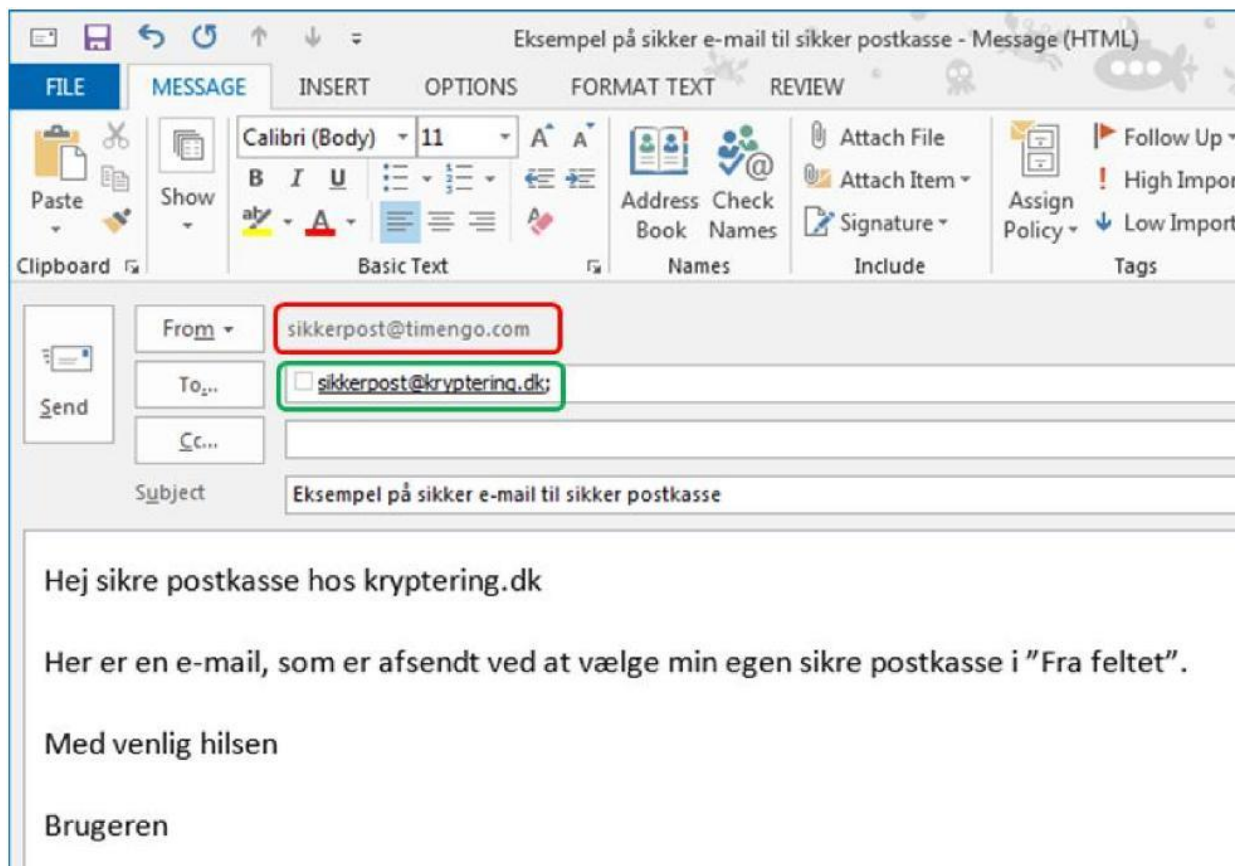 Eksempel på sikker e-mail til sikker postkasse - Message (HTML)
FILE MESSAGE INSERT OPTIONS FORMAT TEXT REVIEW
Calibri (Body) 11 A A Attach File Follow Up
B I U Attach Item High Impor
Paste Show Address Book Check Names Assign Policy
ab A Signature Low Import
Clipboard Basic Text Names Include Tags
From sikkerpost@timengo.com
To... sikkerpost@kryptering.dk;
Send
Cc...
Subject Eksempel på sikker e-mail til sikker postkasse
Hej sikre postkasse hos kryptering.dk
Her er en e-mail, som er afsendt ved at vælge min egen sikre postkasse i ”Fra feltet”.
Med venlig hilsen
Brugeren